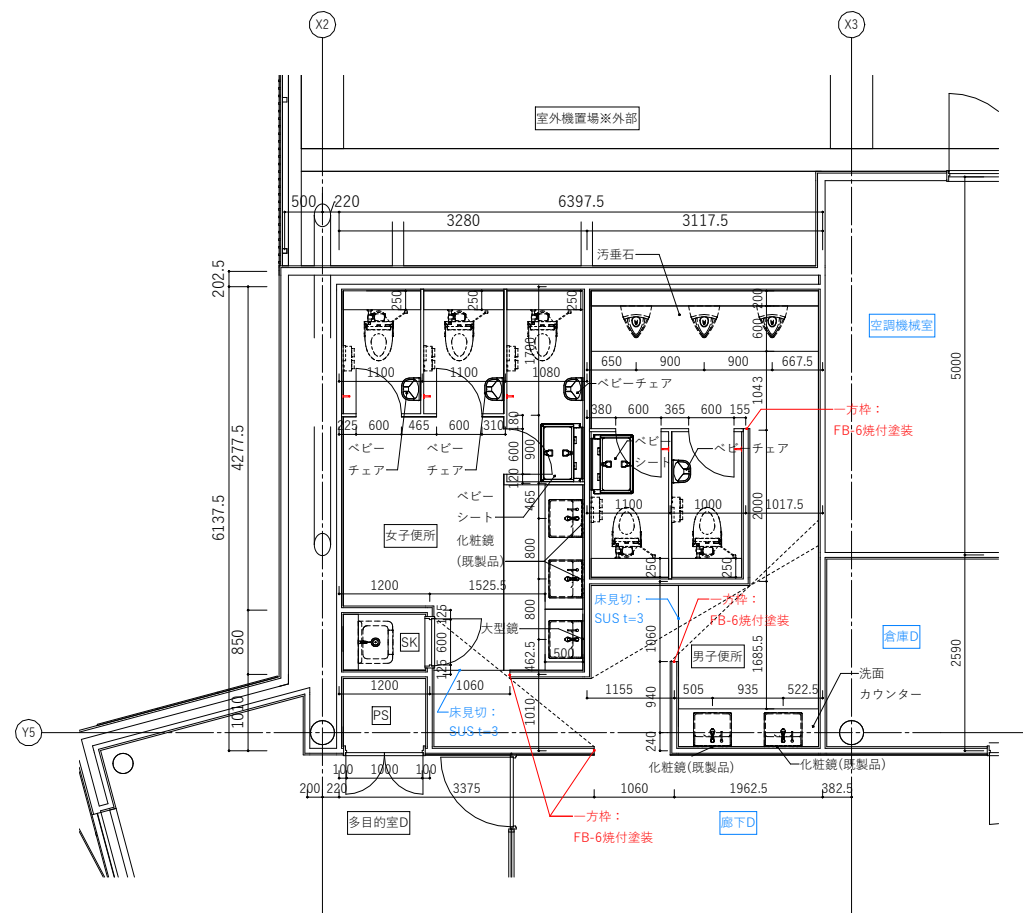 X2
X3
室外機置場※外部
500
220
6397.5
3280
3117.5
汚垂石
202.5
250
250
250
200
600
空調機械室
1700
650
900
900
667.5
5000
1100
1100
1080
ベビーチェア
1043
380
600
365
600
155
一方枠：
FB-6焼付塗装
225
600
465
600
310
180
4277.5
6137.5
ベビー
チェア
ベビー
チェア
600
900
120
ベビー
シート
ベビーチェア
465
ベビー
シート
1100
1000
1017.5
2000
女子便所
化粧鏡
(既製品)
800
250
250
1200
1525.5
床見切：
SUS t=3
一方枠：
FB-6焼付塗装
125
800
大型鏡
倉庫D
850
SK
600
1060
男子便所
1685.5
2590
462.5
500
125
洗面
カウンター
1200
1060
1155
940
505
935
522.5
1010
PS
床見切：
SUS t=3
1010
Y5
240
化粧鏡(既製品)
化粧鏡(既製品)
100
1000
100
200
220
3375
1060
1962.5
382.5
多目的室D
一方枠：
FB-6焼付塗装
廊下D